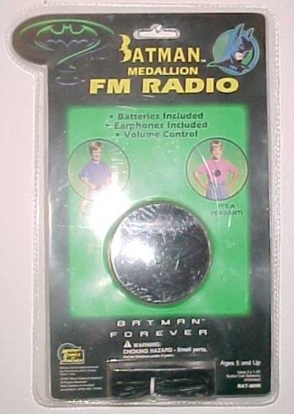 BATMAN
MEDALLION
FM RADIO
• Batteries Included
• Earphones Included
• Volume Control
IT'S A
PENDANT!
BATMAN
FOREVER
WARNING:
CHOKING HAZARD - Small parts.
Ages 5 and Up